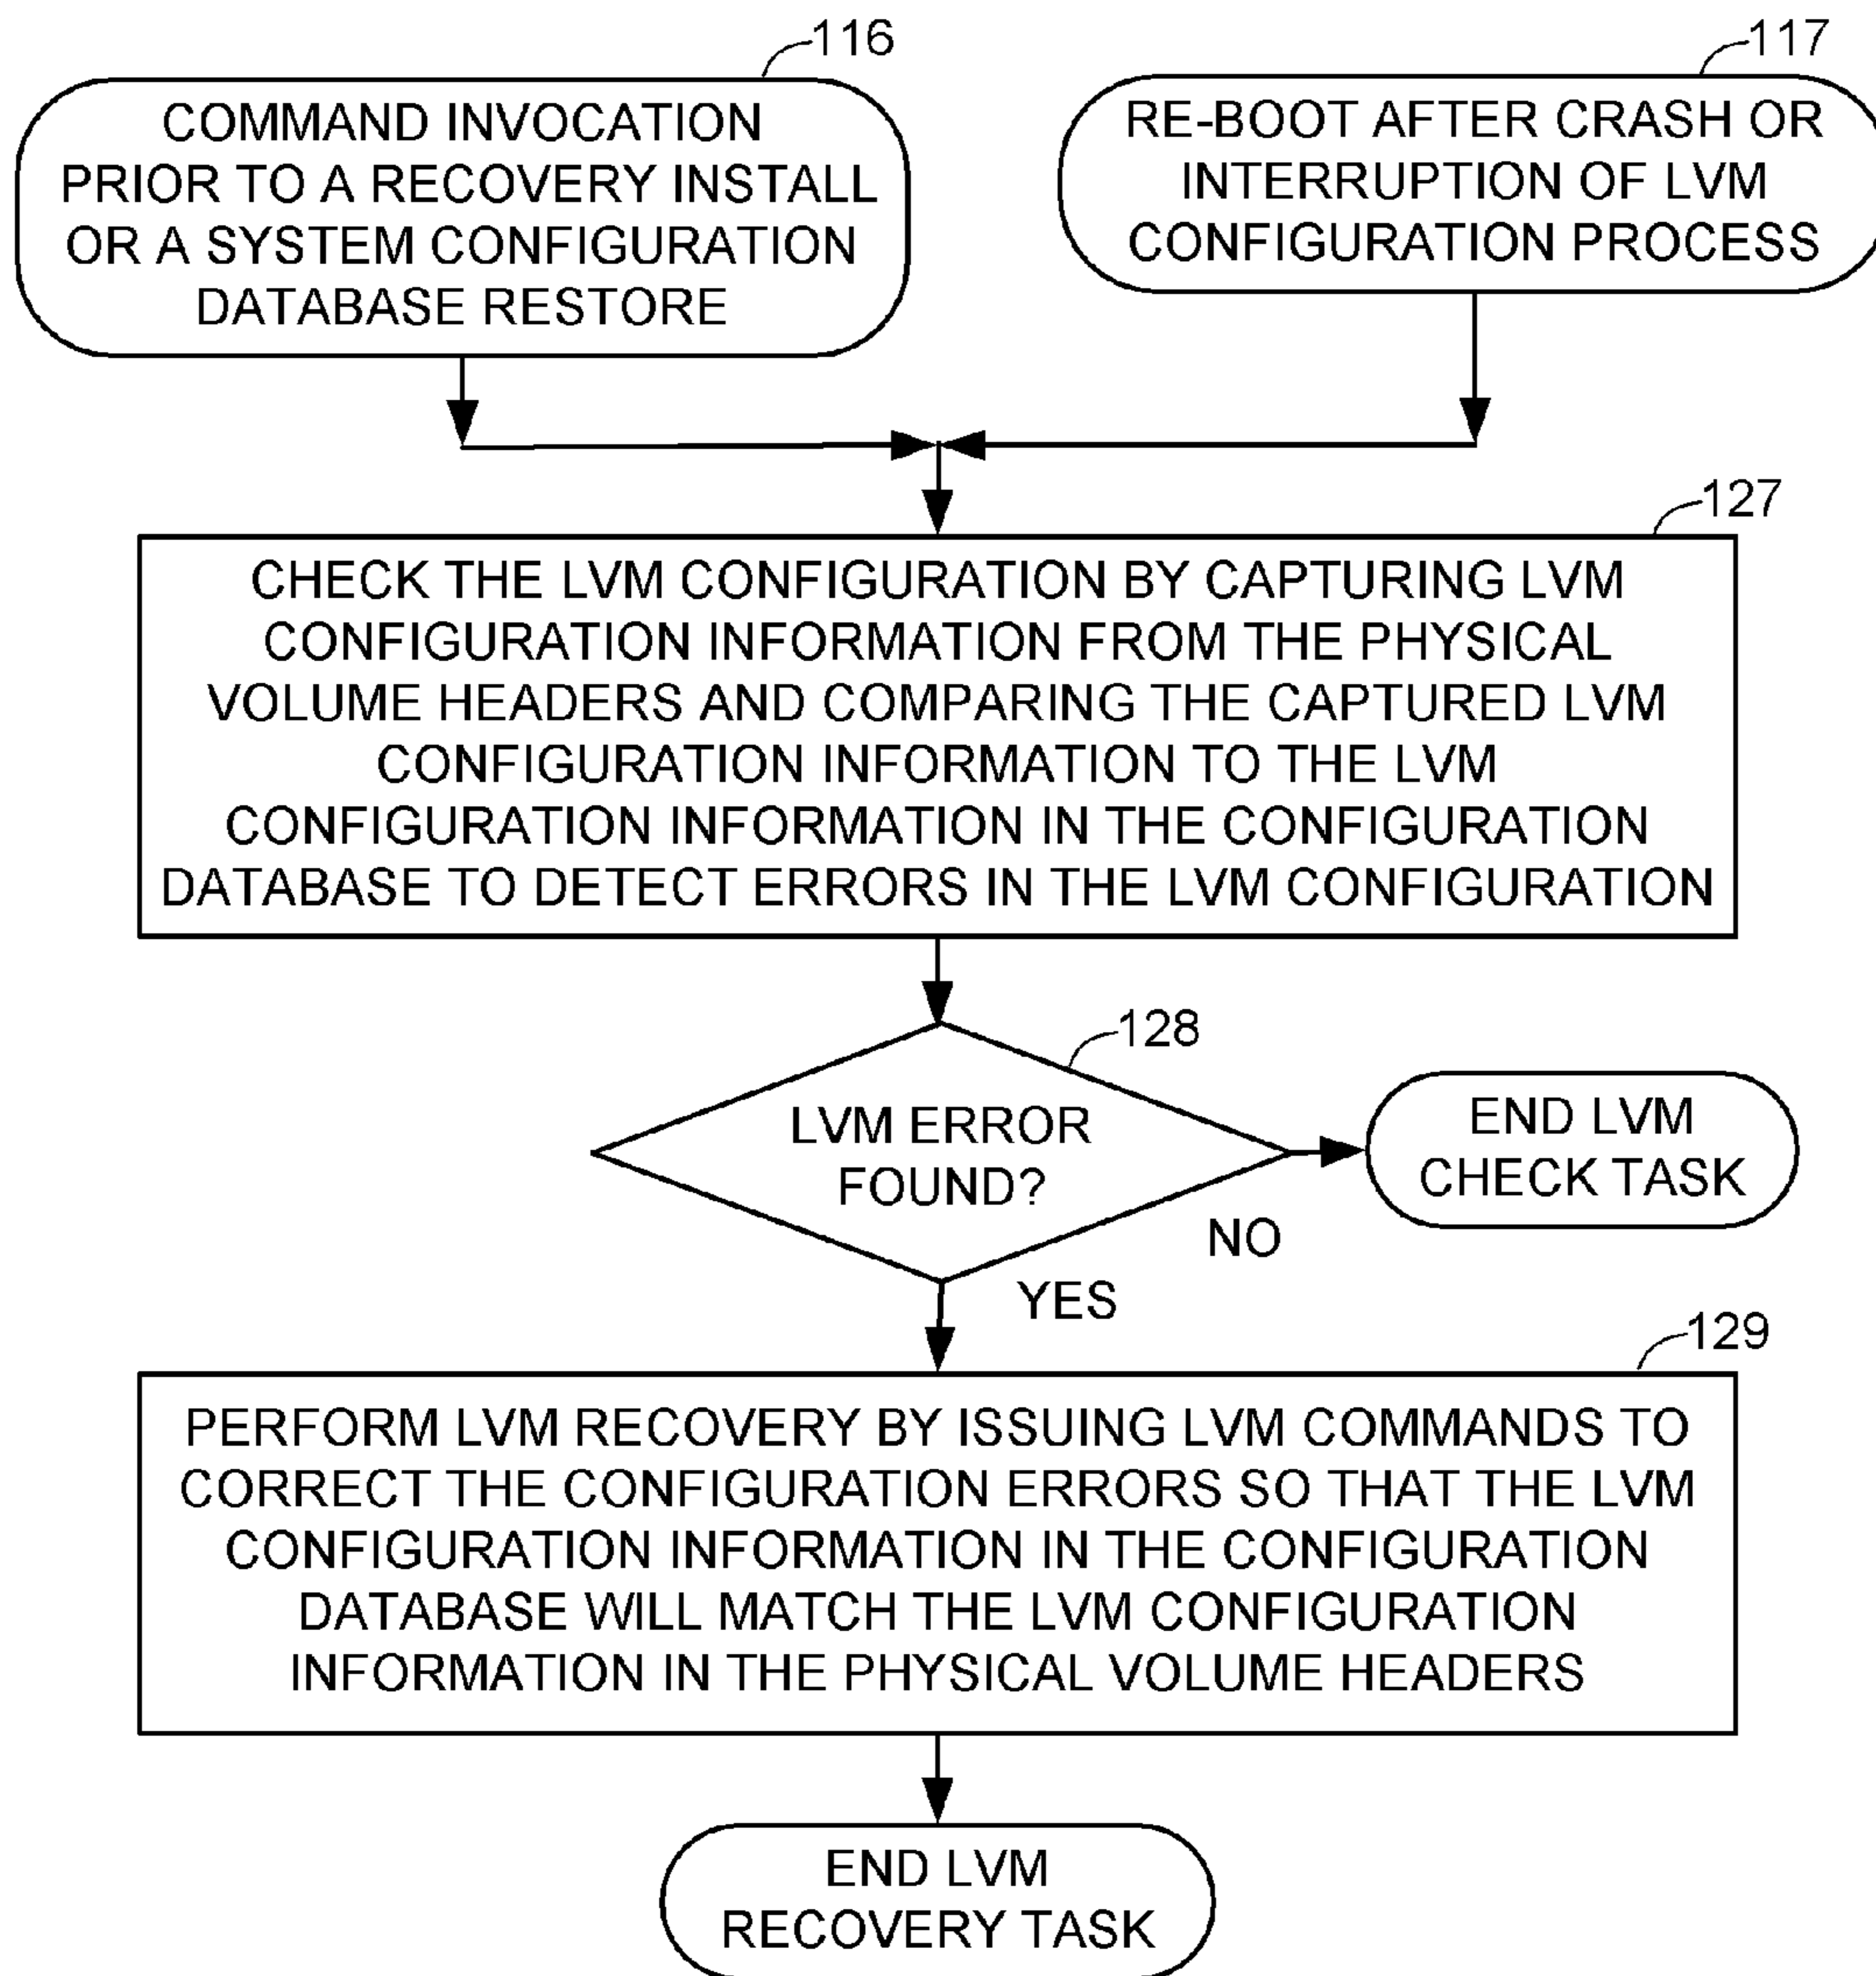 116
COMMAND INVOCATION
PRIOR TO A RECOVERY INSTALL
OR A SYSTEM CONFIGURATION
DATABASE RESTORE
117
RE-BOOT AFTER CRASH OR
INTERRUPTION OF LVM
CONFIGURATION PROCESS
127
CHECK THE LVM CONFIGURATION BY CAPTURING LVM
CONFIGURATION INFORMATION FROM THE PHYSICAL
VOLUME HEADERS AND COMPARING THE CAPTURED LVM
CONFIGURATION INFORMATION TO THE LVM
CONFIGURATION INFORMATION IN THE CONFIGURATION
DATABASE TO DETECT ERRORS IN THE LVM CONFIGURATION
128
LVM ERROR
FOUND?
NO
END LVM
CHECK TASK
YES
129
PERFORM LVM RECOVERY BY ISSUING LVM COMMANDS TO
CORRECT THE CONFIGURATION ERRORS SO THAT THE LVM
CONFIGURATION INFORMATION IN THE CONFIGURATION
DATABASE WILL MATCH THE LVM CONFIGURATION
INFORMATION IN THE PHYSICAL VOLUME HEADERS
END LVM
RECOVERY TASK